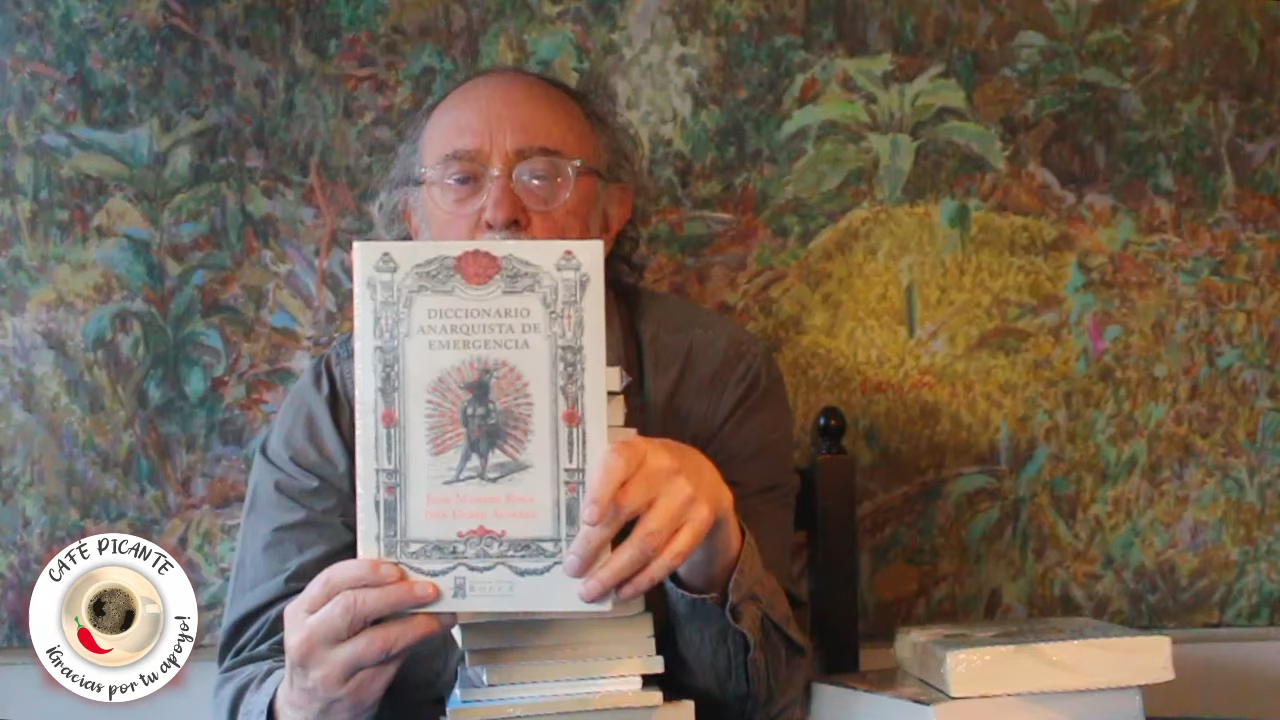 DICCIONARIO
ANARQUISTA DE
EMERGENCIA
CAFÉ PICANTE
¡Gracias por tu apoyo!